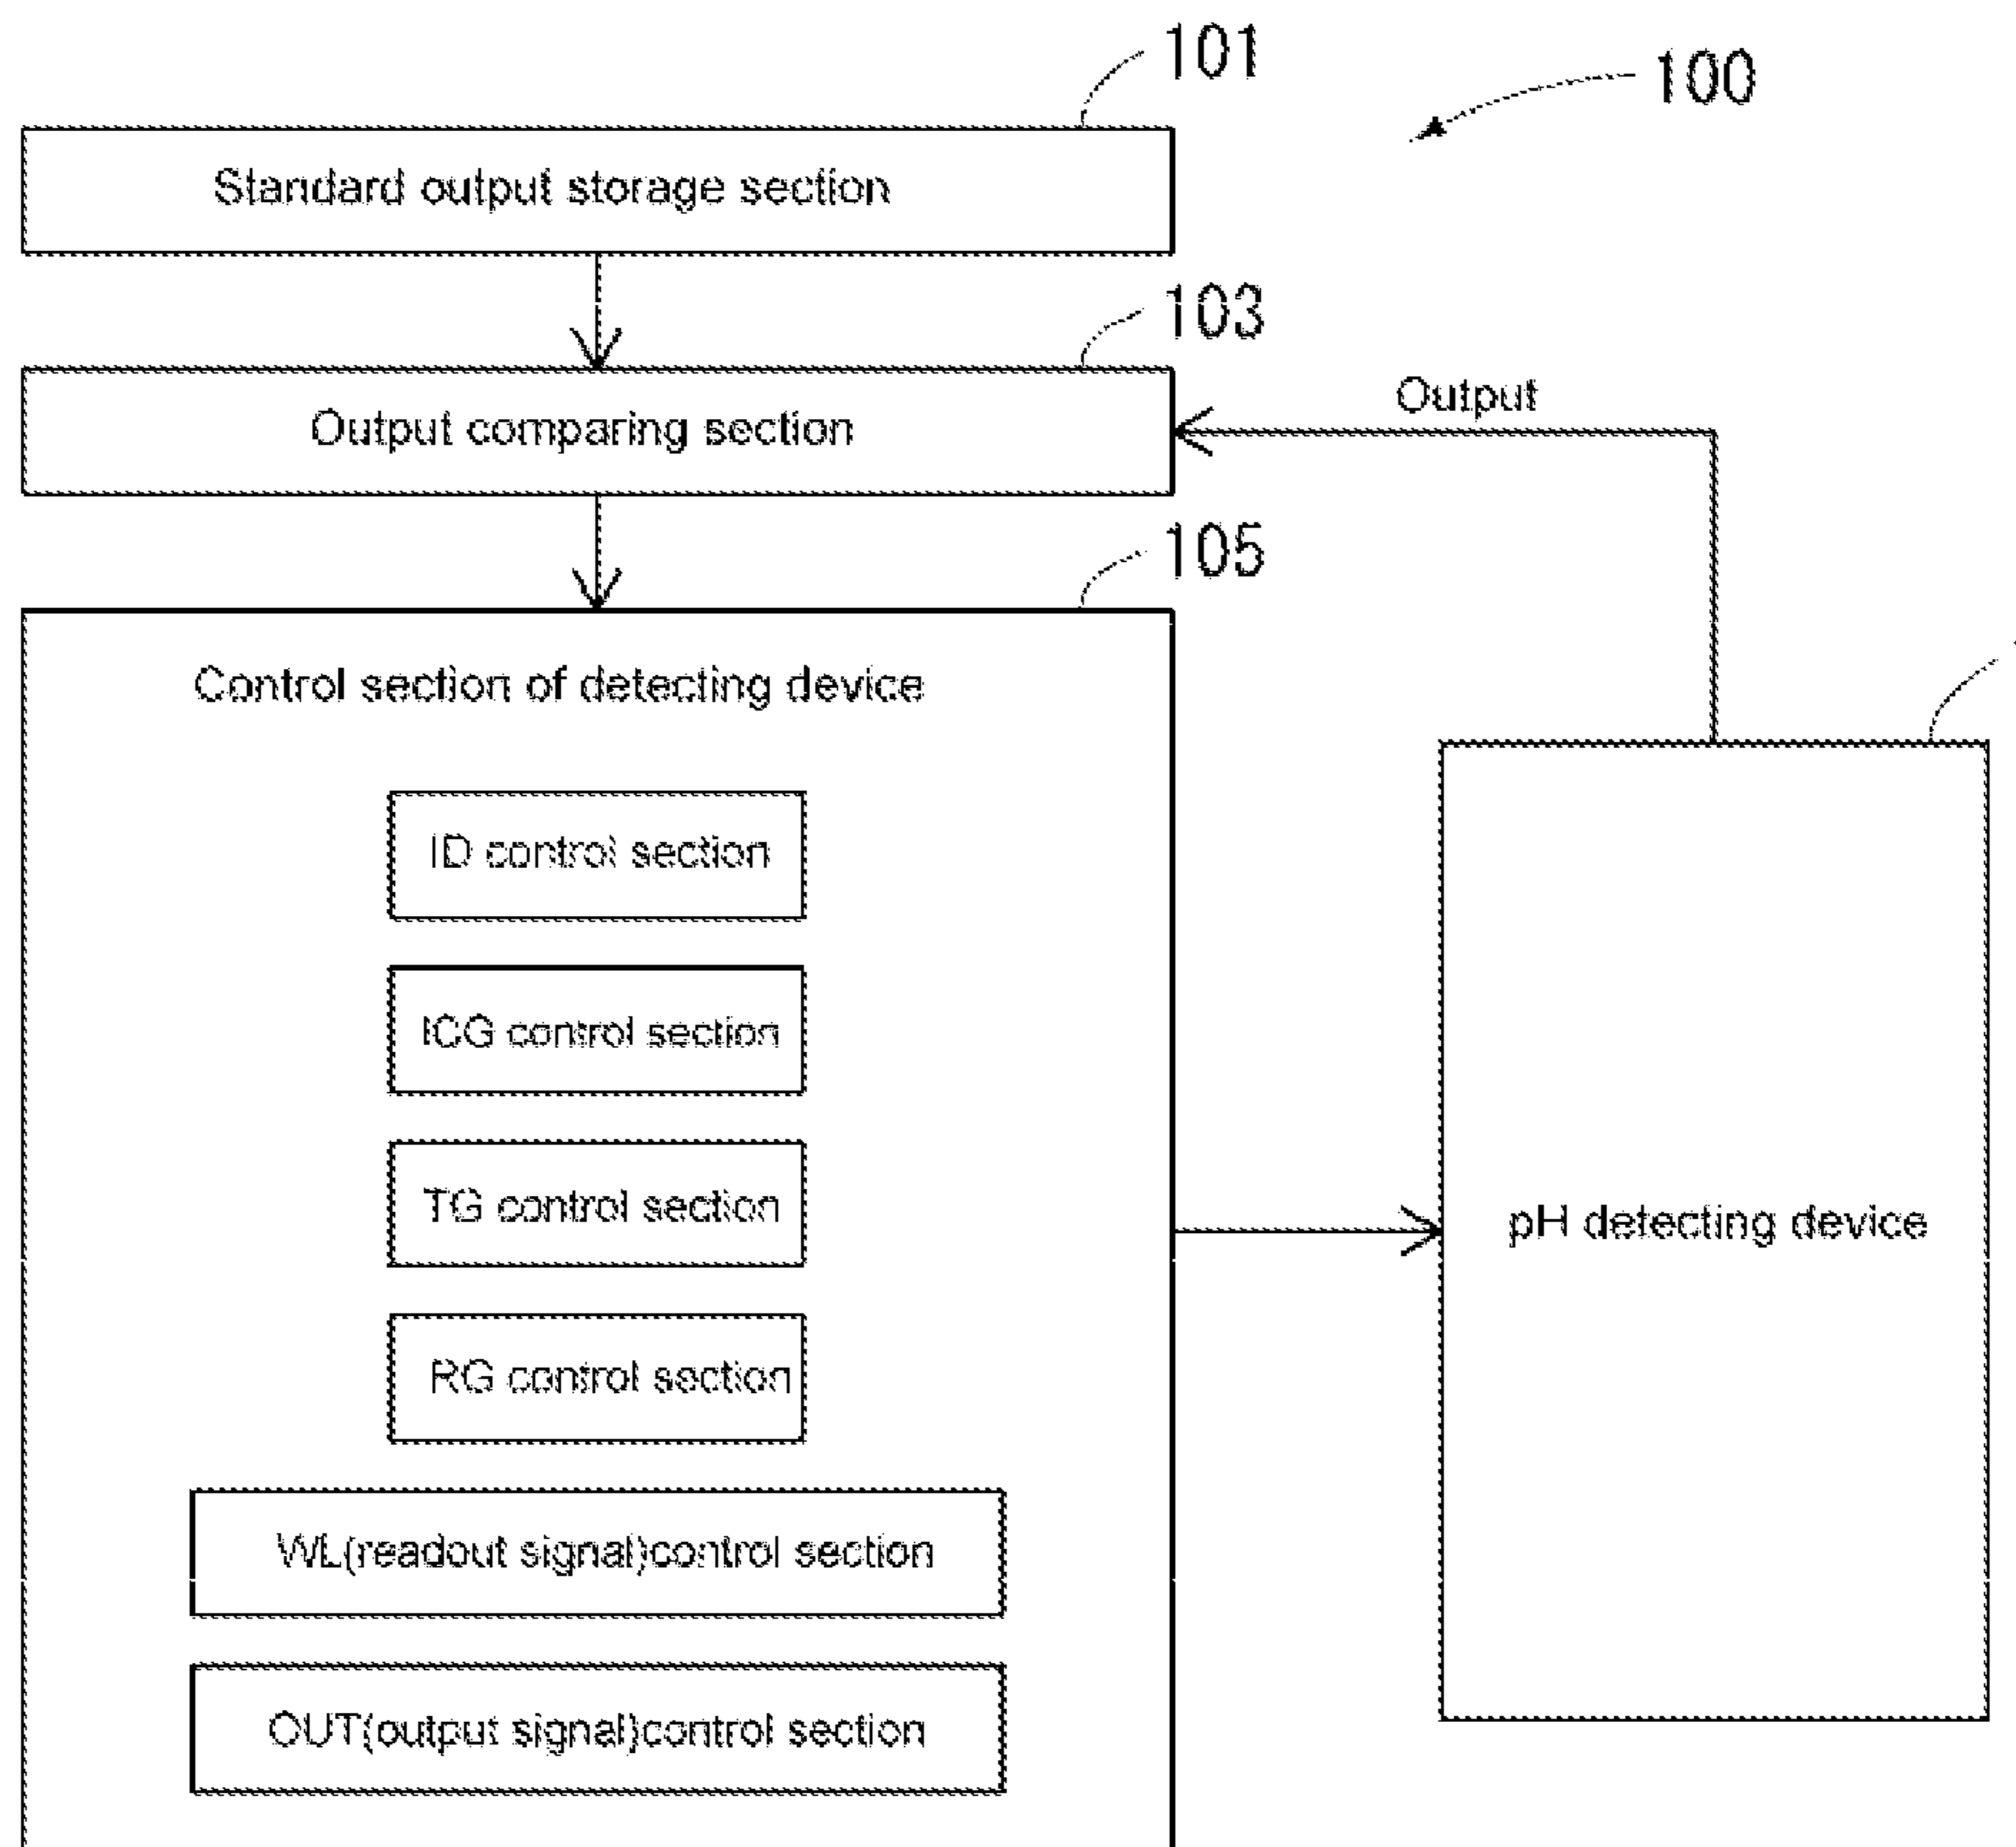 101
100
Standard output storage section
103
Output
Output comparing section
105
Control section of detecting device
ID control section
ICG control section
TG control section
pH detecting device
RG control section
WL(readout signal)control section
OUT(output signal)control section